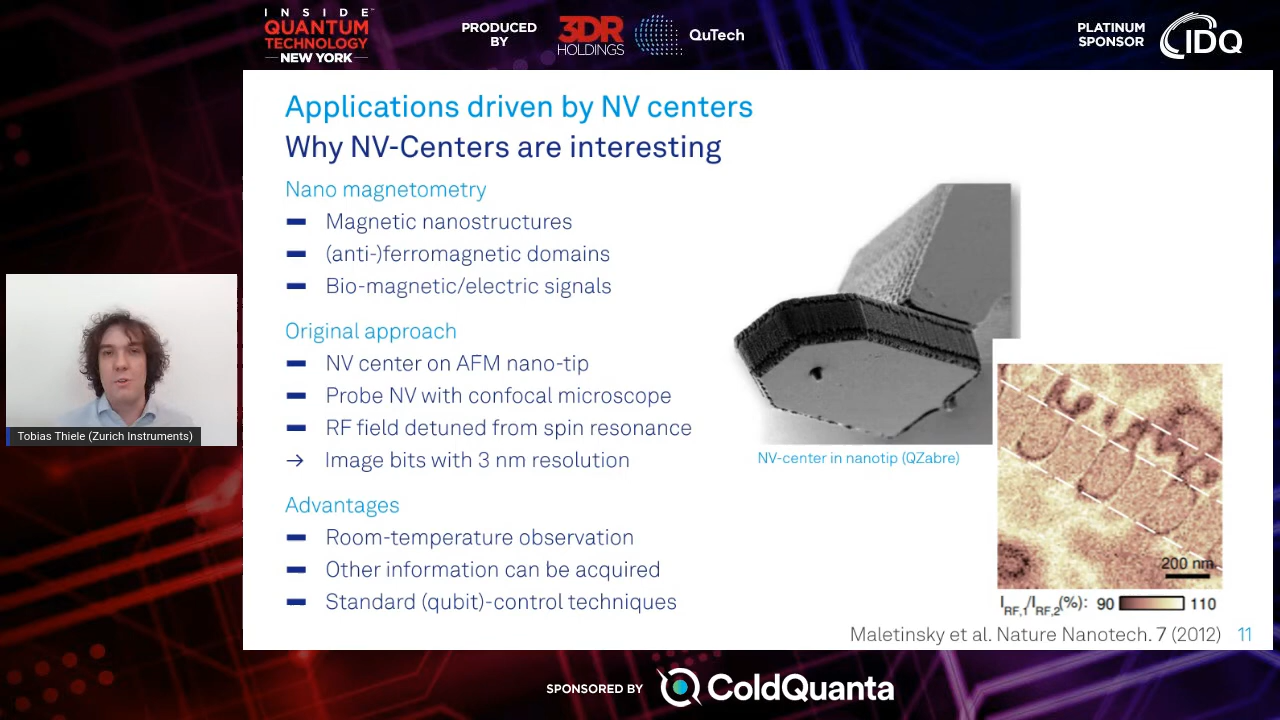 INSIDE
QUANTUM
TECHNOLOGY
NEW YORK
PRODUCED
BY
3DR
HOLDINGS
QuTech
PLATINUM
SPONSOR
IDQ
Applications driven by NV centers
Why NV-Centers are interesting
Nano magnetometry
Magnetic nanostructures
(anti-)ferromagnetic domains
Bio-magnetic/electric signals
Original approach
NV center on AFM nano-tip
Probe NV with confocal microscope
RF field detuned from spin resonance
→ Image bits with 3 nm resolution
Advantages
Room-temperature observation
Other information can be acquired
Standard (qubit)-control techniques
NV-center in nanotip (QZabre)
200 nm
I_RF,1/I_RF,2(%): 90 110
Maletinsky et al. Nature Nanotech. 7 (2012) 11
Tobias Thiele (Zurich Instruments)
SPONSORED BY
ColdQuanta